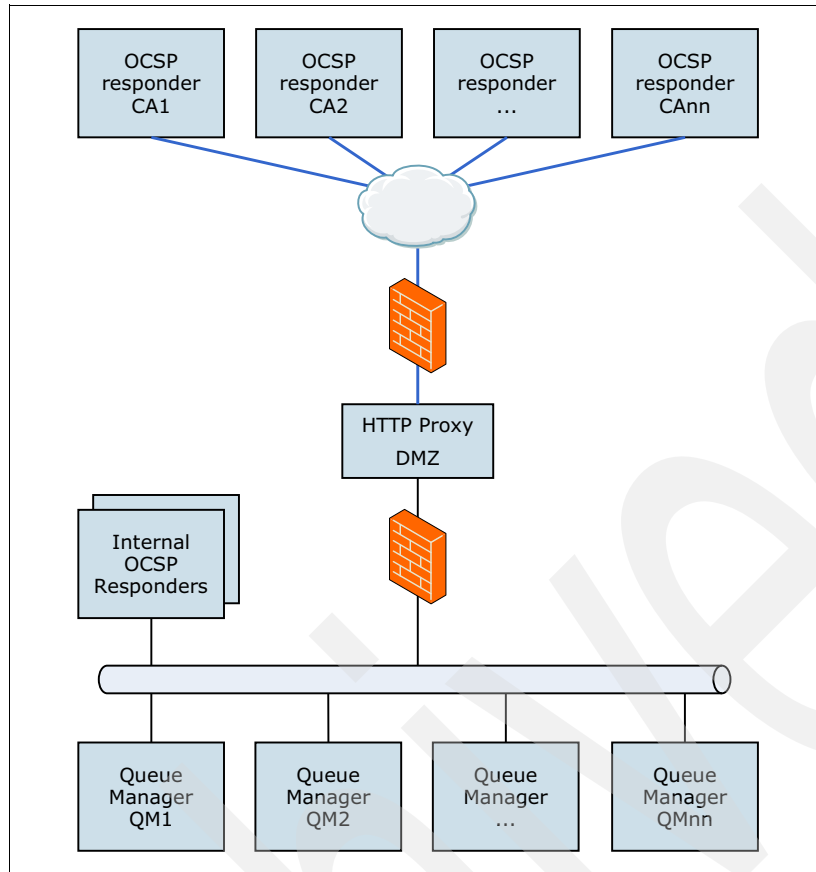 OCSP
responder
CA1
OCSP
responder
CA2
OCSP
responder
...
OCSP
responder
CAnn
HTTP Proxy
DMZ
Internal
OCSP
Responders
Queue
Manager
QM1
Queue
Manager
QM2
Queue
Manager
...
Queue
Manager
QMnn